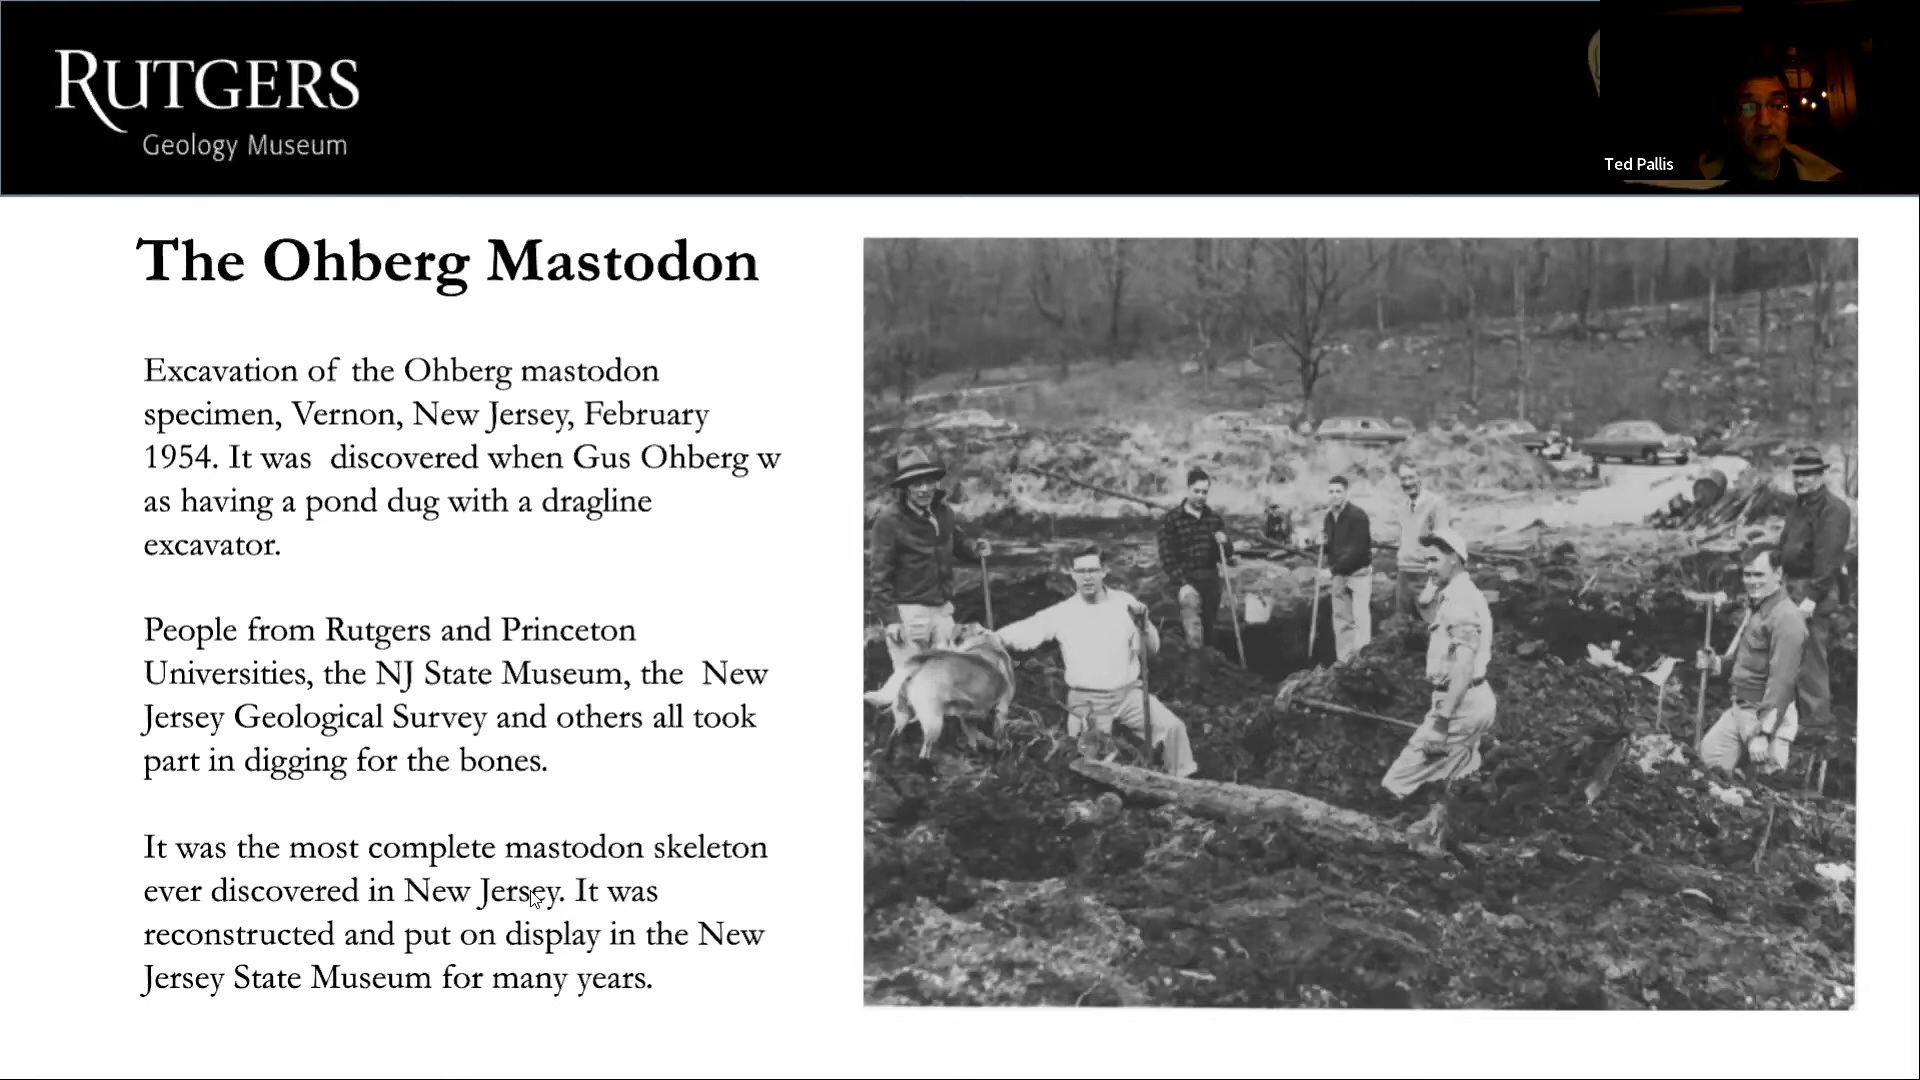 RUTGERS
Geology Museum
Ted Pallis
The Ohberg Mastodon
Excavation of the Ohberg mastodon
specimen, Vernon, New Jersey, February
1954. It was  discovered when Gus Ohberg w
as having a pond dug with a dragline
excavator.
People from Rutgers and Princeton
Universities, the NJ State Museum, the  New
Jersey Geological Survey and others all took
part in digging for the bones.
It was the most complete mastodon skeleton
ever discovered in New Jersey. It was
reconstructed and put on display in the New
Jersey State Museum for many years.